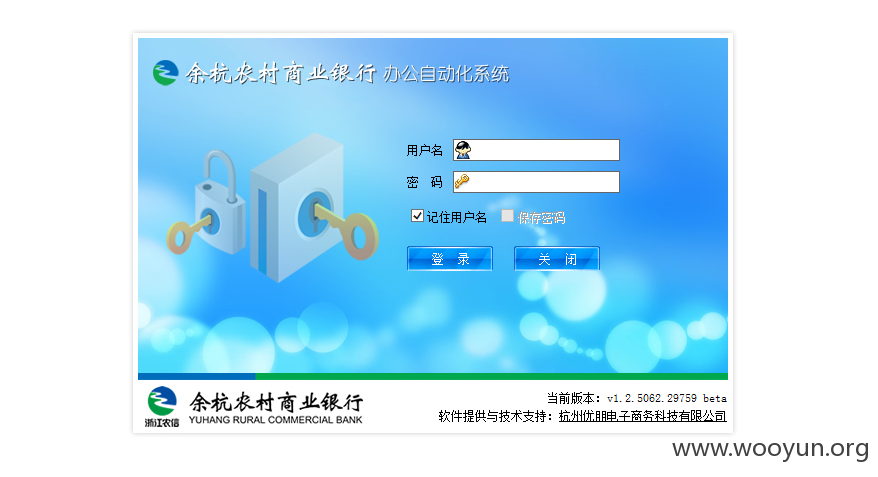 余杭农村商业银行 办公自动化系统
用户名
密 码
记住用户名 保存密码
登 录 关 闭
浙江农信
余杭农村商业银行
YUHANG RURAL COMMERCIAL BANK
当前版本：v1.2.5062.29759 beta
软件提供与技术支持：杭州优朋电子商务科技有限公司
www.wooyun.org